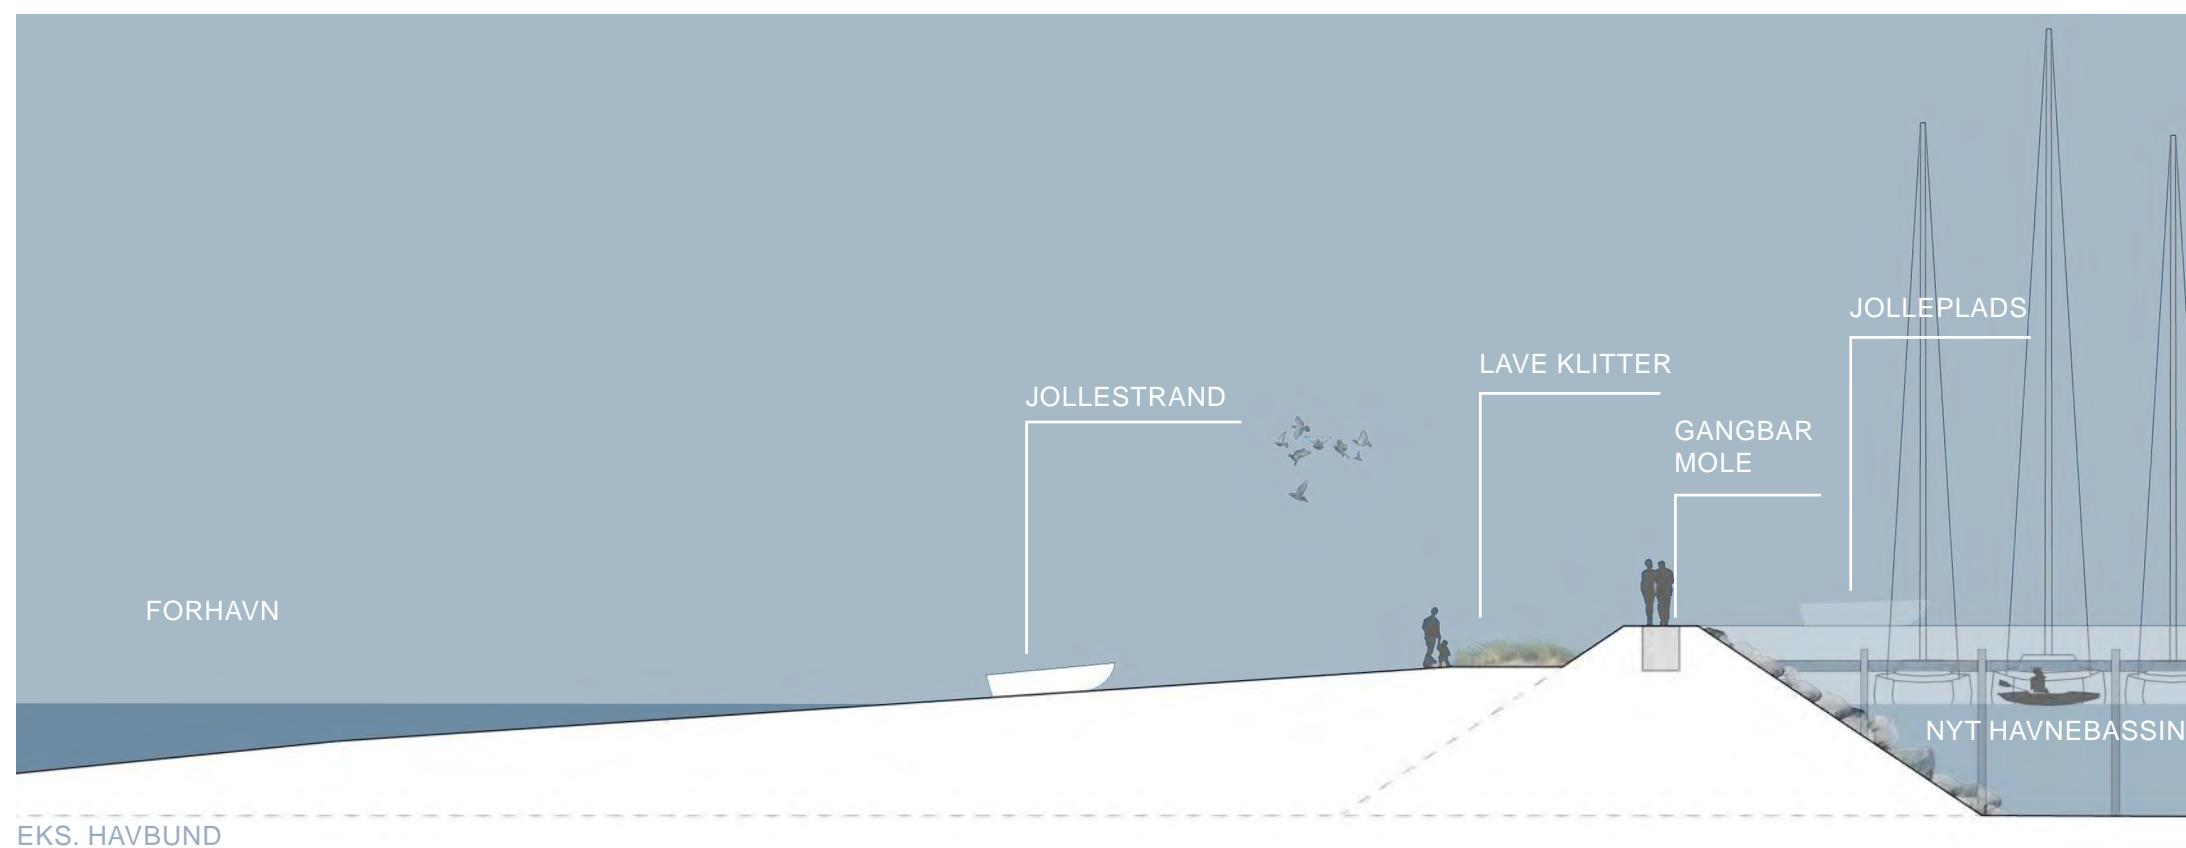 JOLLEPLADS
LAVE KLITTER
JOLLESTRAND
GANGBAR
MOLE
FORHAVN
NYT HAVNEBASSIN
EKS. HAVBUND